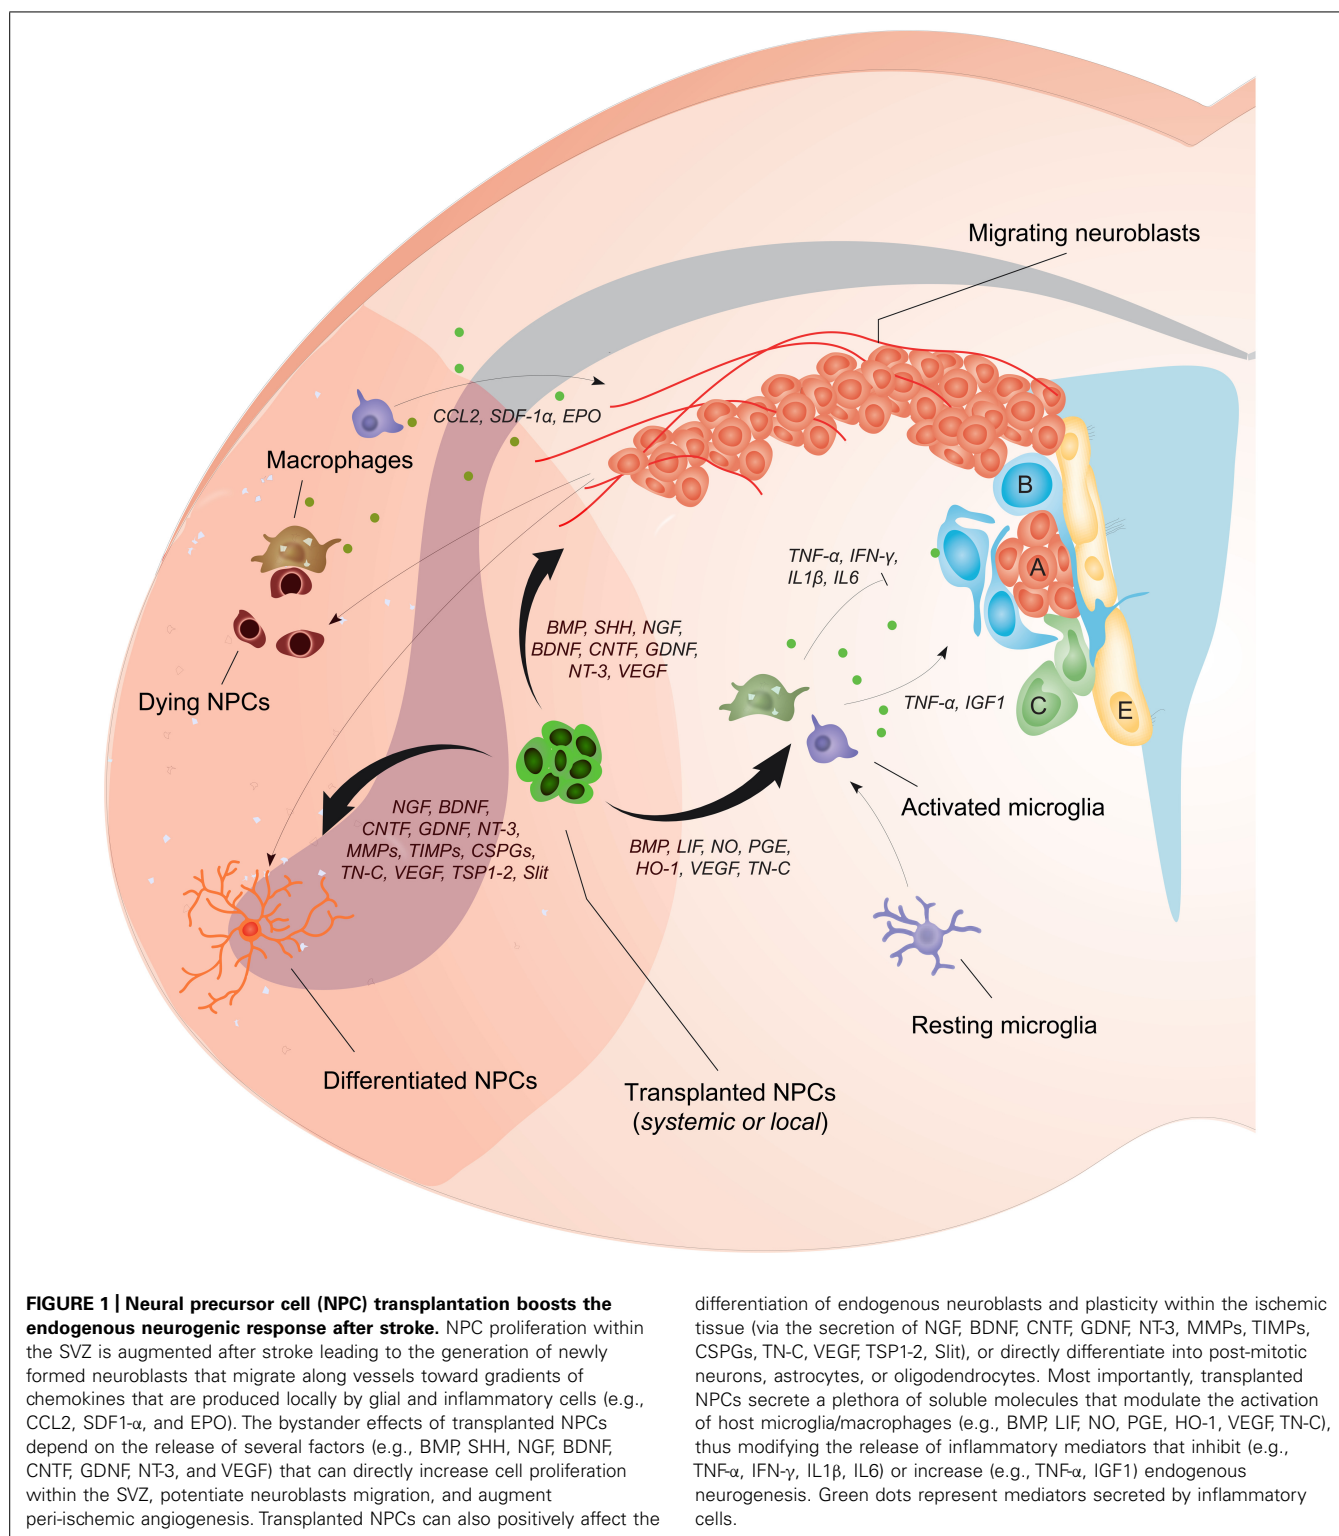 Migrating neuroblasts
CCL2, SDF-1α, EPO
Macrophages
B
TNF-α, IFN-γ,
IL1β, IL6
A
BMP, SHH, NGF,
BDNF, CNTF, GDNF,
NT-3, VEGF
Dying NPCs
TNF-α, IGF1
C
E
NGF, BDNF,
CNTF, GDNF, NT-3,
MMPs, TIMPs, CSPGs,
TN-C, VEGF, TSP1-2, Slit
Activated microglia
BMP, LIF, NO, PGE,
HO-1, VEGF, TN-C
Resting microglia
Differentiated NPCs
Transplanted NPCs
(systemic or local)
FIGURE 1 | Neural precursor cell (NPC) transplantation boosts the
endogenous neurogenic response after stroke. NPC proliferation within
the SVZ is augmented after stroke leading to the generation of newly
formed neuroblasts that migrate along vessels toward gradients of
chemokines that are produced locally by glial and inflammatory cells (e.g.,
CCL2, SDF1-α, and EPO). The bystander effects of transplanted NPCs
depend on the release of several factors (e.g., BMP, SHH, NGF, BDNF,
CNTF, GDNF, NT-3, and VEGF) that can directly increase cell proliferation
within the SVZ, potentiate neuroblasts migration, and augment
peri-ischemic angiogenesis. Transplanted NPCs can also positively affect the
differentiation of endogenous neuroblasts and plasticity within the ischemic
tissue (via the secretion of NGF, BDNF, CNTF, GDNF, NT-3, MMPs, TIMPs,
CSPGs, TN-C, VEGF, TSP1-2, Slit), or directly differentiate into post-mitotic
neurons, astrocytes, or oligodendrocytes. Most importantly, transplanted
NPCs secrete a plethora of soluble molecules that modulate the activation
of host microglia/macrophages (e.g., BMP, LIF, NO, PGE, HO-1, VEGF, TN-C),
thus modifying the release of inflammatory mediators that inhibit (e.g.,
TNF-α, IFN-γ, IL1β, IL6) or increase (e.g., TNF-α, IGF1) endogenous
neurogenesis. Green dots represent mediators secreted by inflammatory
cells.